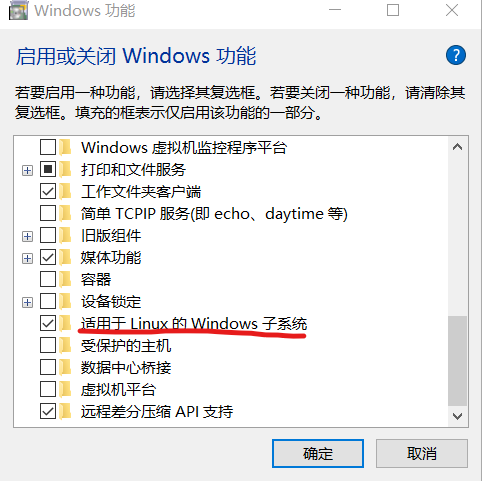 Windows 功能
启用或关闭 Windows 功能
若要启用一种功能，请选择其复选框。若要关闭一种功能，请清除其
复选框。填充的框表示仅启用该功能的一部分。
Windows 虚拟机监控程序平台
打印和文件服务
工作文件夹客户端
简单 TCPIP 服务(即 echo、daytime 等)
旧版组件
媒体功能
容器
设备锁定
适用于 Linux 的 Windows 子系统
受保护的主机
数据中心桥接
虚拟机平台
远程差分压缩 API 支持
确定
取消